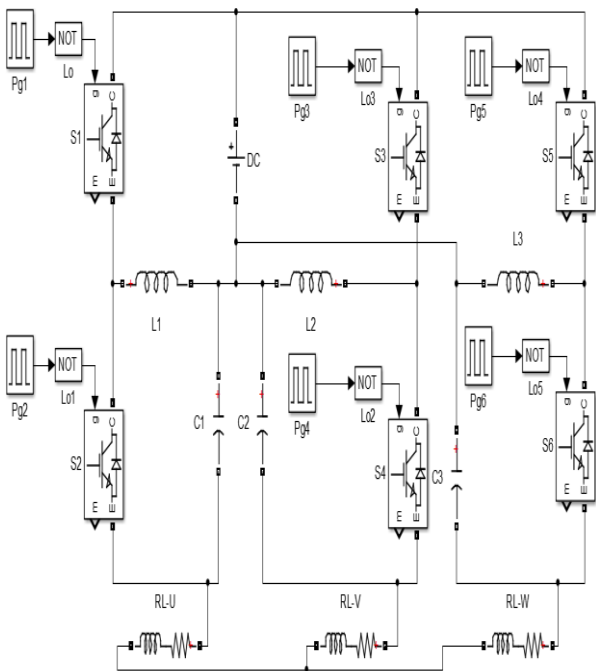 NOT
Pg1
Lo
g
C
S1
E
E
+
DC
NOT
Pg3
Lo3
g
C
S3
E
E
NOT
Pg5
Lo4
g
C
S5
E
E
L1
L2
L3
NOT
Pg2
Lo1
g
C
S2
E
E
C1
C2
NOT
Pg4
Lo2
g
C
S4
E
E
C3
NOT
Pg6
Lo5
g
C
S6
E
E
RL-U
RL-V
RL-W